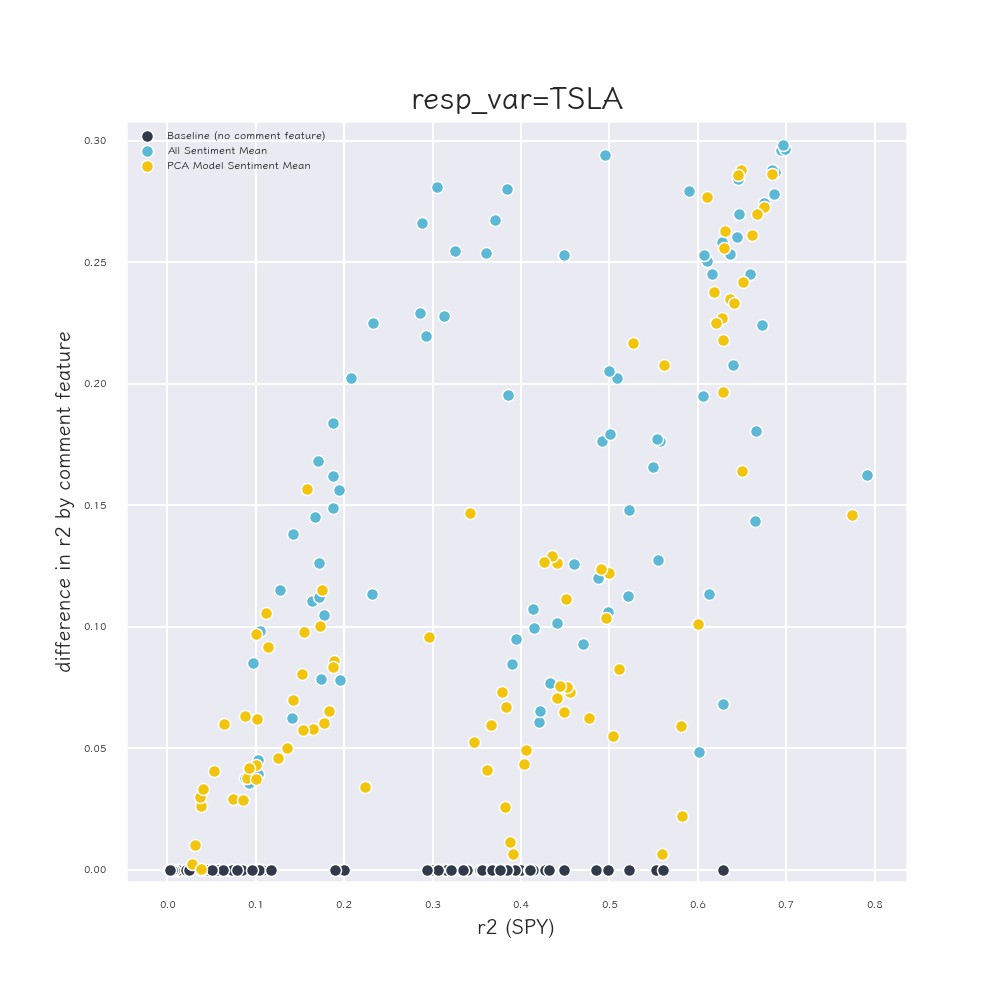 resp_var=TSLA
Baseline (no comment feature)
All Sentiment Mean
PCA Model Sentiment Mean
difference in r2 by comment feature
0.30
0.25
0.20
0.15
0.10
0.05
0.00
0.0 0.1 0.2 0.3 0.4 0.5 0.6 0.7 0.8
r2 (SPY)